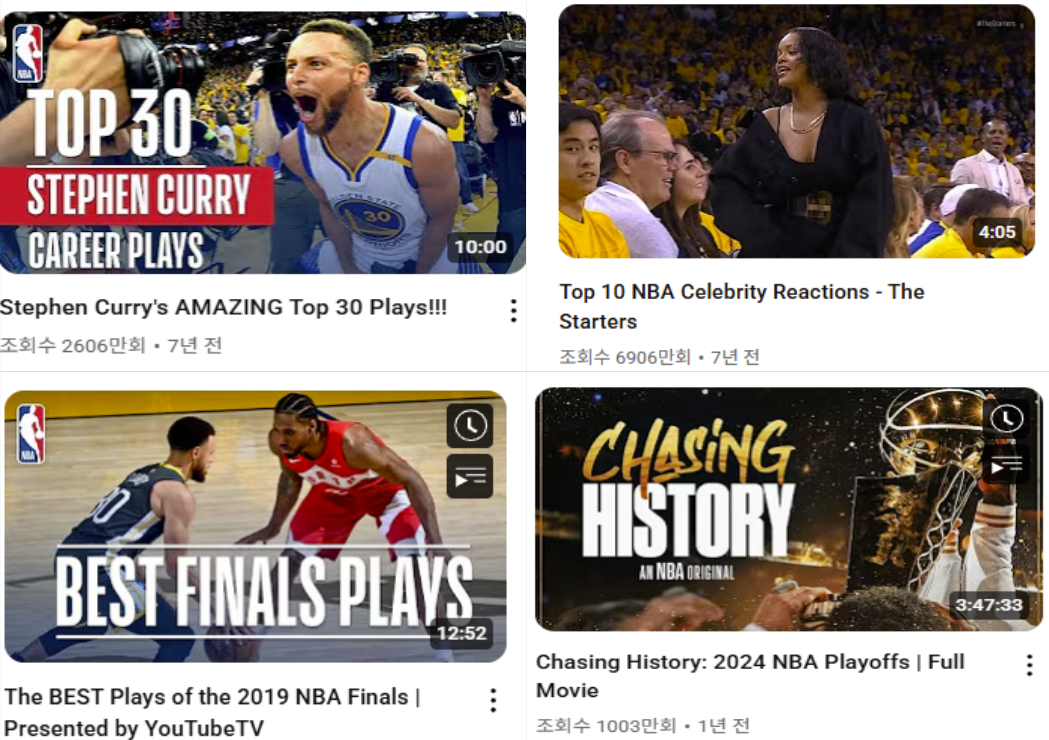 NBA
TOP 30
STEPHEN CURRY
CAREER PLAYS
10:00
Stephen Curry's AMAZING Top 30 Plays!!!
조회수 2606만회 • 7년 전
#TheStarters
4:05
Top 10 NBA Celebrity Reactions - The
Starters
조회수 6906만회 • 7년 전
NBA
BEST FINALS PLAYS
12:52
The BEST Plays of the 2019 NBA Finals |
Presented by YouTubeTV
CHASING
HISTORY
AN NBA ORIGINAL
3:47:33
Chasing History: 2024 NBA Playoffs | Full
Movie
조회수 1003만회 • 1년 전